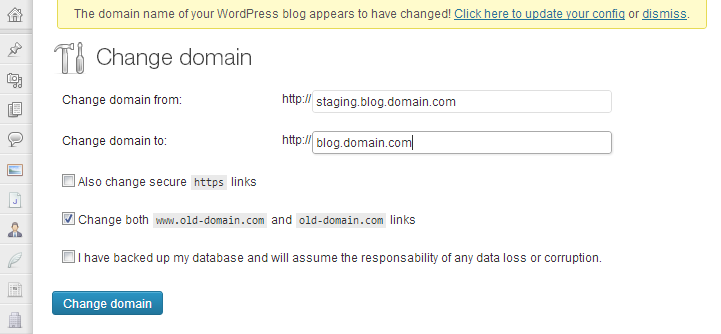 The domain name of your WordPress blog appears to have changed! Click here to update your config or dismiss.
Change domain
Change domain from: http:// staging.blog.domain.com
Change domain to: http:// blog.domain.com
Also change secure https links
Change both www.old-domain.com and old-domain.com links
I have backed up my database and will assume the responsability of any data loss or corruption.
Change domain